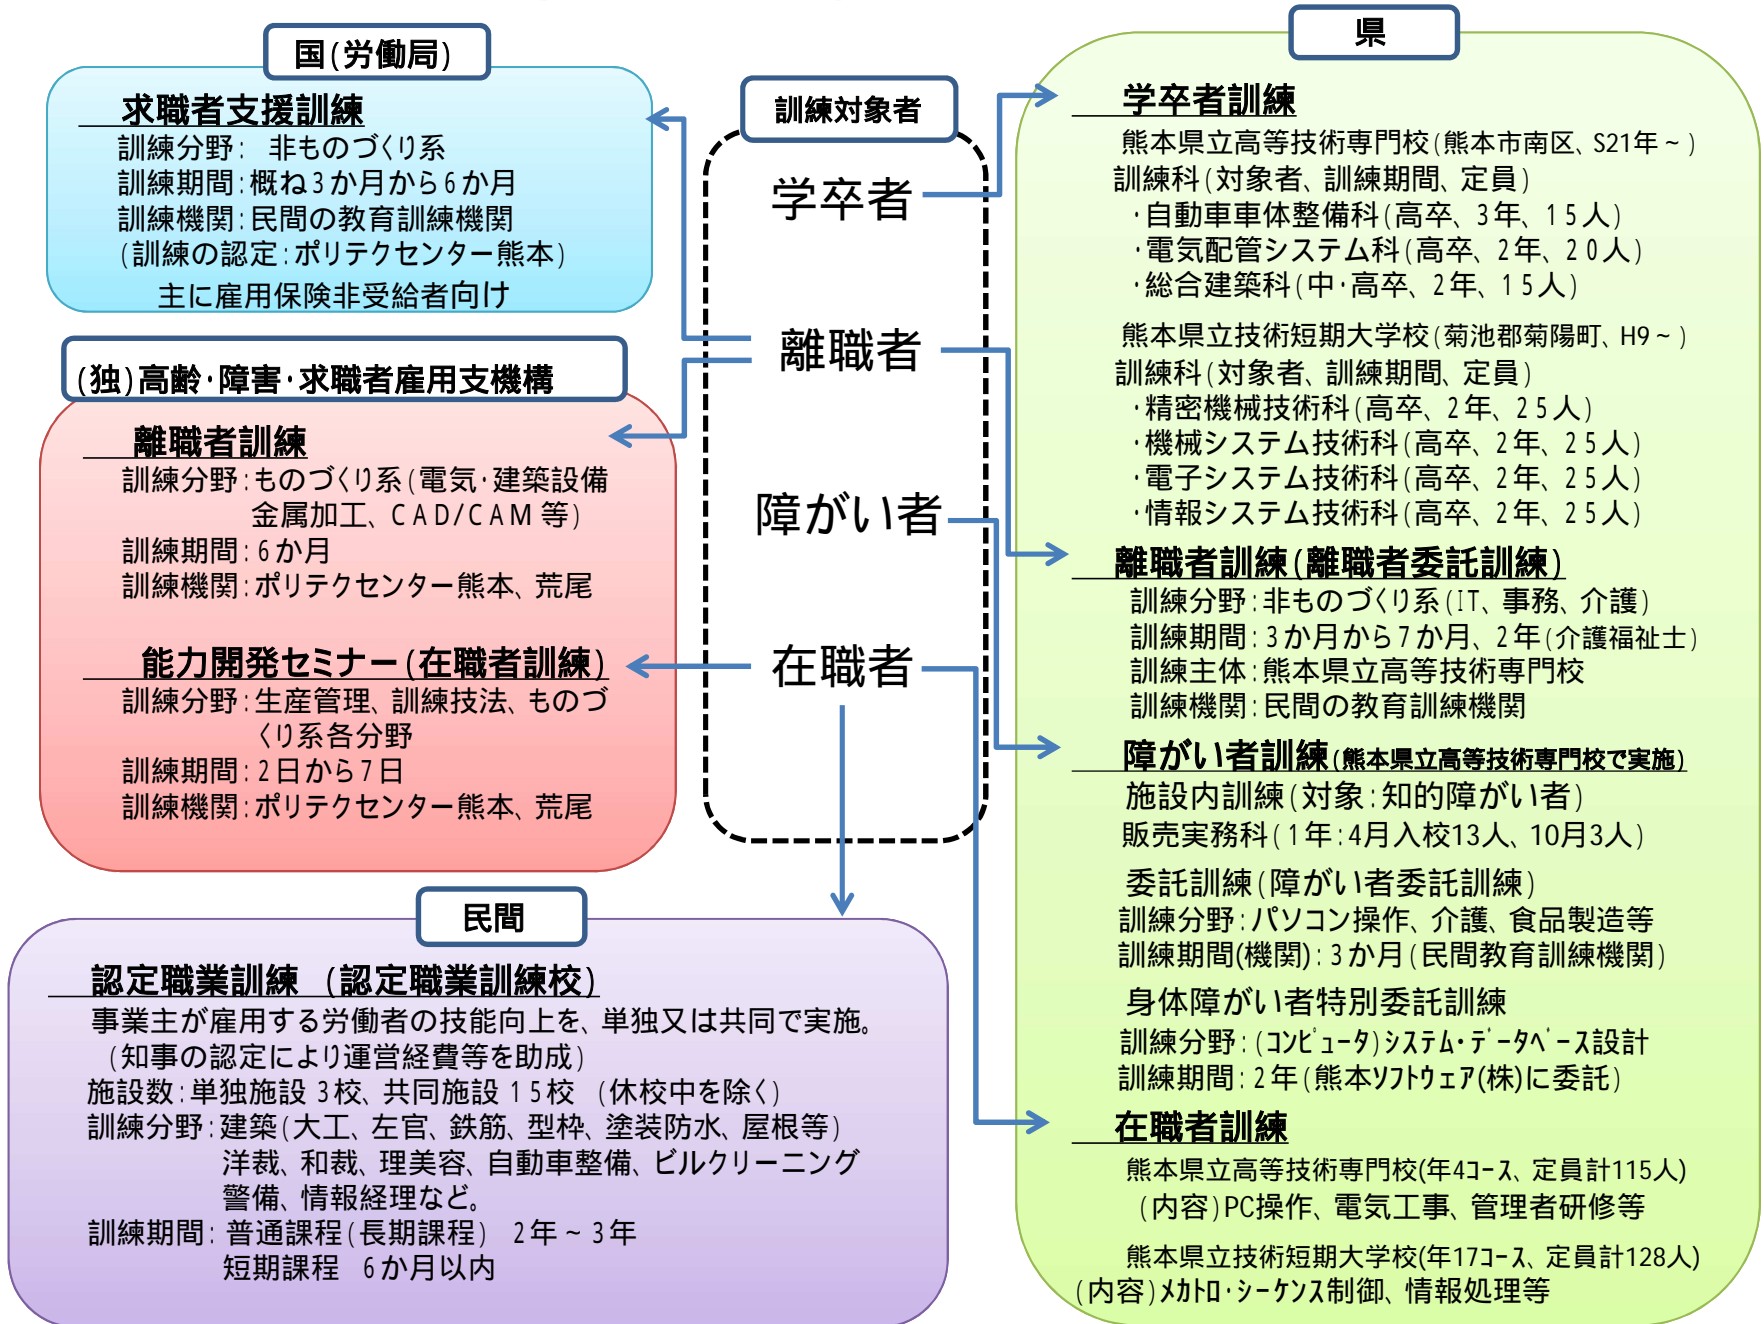 国(労働局)
求職者支援訓練
訓練分野： 非ものづくり系
訓練期間：概ね3か月から6か月
訓練機関：民間の教育訓練機関
(訓練の認定：ポリテクセンター熊本)
主に雇用保険非受給者向け
(独)高齢・障害・求職者雇用支機構
離職者訓練
訓練分野：ものづくり系(電気・建築設備
金属加工、CAD/CAM 等)
訓練期間：6か月
訓練機関：ポリテクセンター熊本、荒尾
能力開発セミナー(在職者訓練)
訓練分野：生産管理、訓練技法、ものづ
くり系各分野
訓練期間：2日から7日
訓練機関：ポリテクセンター熊本、荒尾
訓練対象者
学卒者
離職者
障がい者
在職者
民間
認定職業訓練 (認定職業訓練校)
事業主が雇用する労働者の技能向上を、単独又は共同で実施。
(知事の認定により運営経費等を助成)
施設数：単独施設 3校、共同施設 15校 (休校中を除く)
訓練分野：建築(大工、左官、鉄筋、型枠、塗装防水、屋根等)
洋裁、和裁、理美容、自動車整備、ビルクリーニング
警備、情報経理など。
訓練期間： 普通課程(長期課程) 2年～3年
短期課程 6か月以内
県
学卒者訓練
熊本県立高等技術専門校(熊本市南区、S21年～)
訓練科(対象者、訓練期間、定員)
・自動車車体整備科(高卒、3年、15人)
・電気配管システム科(高卒、2年、20人)
・総合建築科(中・高卒、2年、15人)
熊本県立技術短期大学校(菊池郡菊陽町、H9～)
訓練科(対象者、訓練期間、定員)
・精密機械技術科(高卒、2年、25人)
・機械システム技術科(高卒、2年、25人)
・電子システム技術科(高卒、2年、25人)
・情報システム技術科(高卒、2年、25人)
離職者訓練(離職者委託訓練)
訓練分野：非ものづくり系(IT、事務、介護)
訓練期間：3か月から7か月、2年(介護福祉士)
訓練主体：熊本県立高等技術専門校
訓練機関：民間の教育訓練機関
障がい者訓練(熊本県立高等技術専門校で実施)
施設内訓練(対象：知的障がい者)
販売実務科(1年：4月入校13人、10月3人)
委託訓練(障がい者委託訓練)
訓練分野：パソコン操作、介護、食品製造等
訓練期間(機関)：3か月(民間教育訓練機関)
身体障がい者特別委託訓練
訓練分野：(ｺﾝﾋﾟｭｰﾀ)ｼｽﾃﾑ・ﾃﾞｰﾀﾍﾞｰｽ設計
訓練期間：2年(熊本ｿﾌﾄｳｪｱ(株)に委託)
在職者訓練
熊本県立高等技術専門校(年4ｺｰｽ、定員計115人)
(内容)PC操作、電気工事、管理者研修等
熊本県立技術短期大学校(年17ｺｰｽ、定員計128人)
(内容)ﾒｶﾄﾛ・ｼｰｹﾝｽ制御、情報処理等